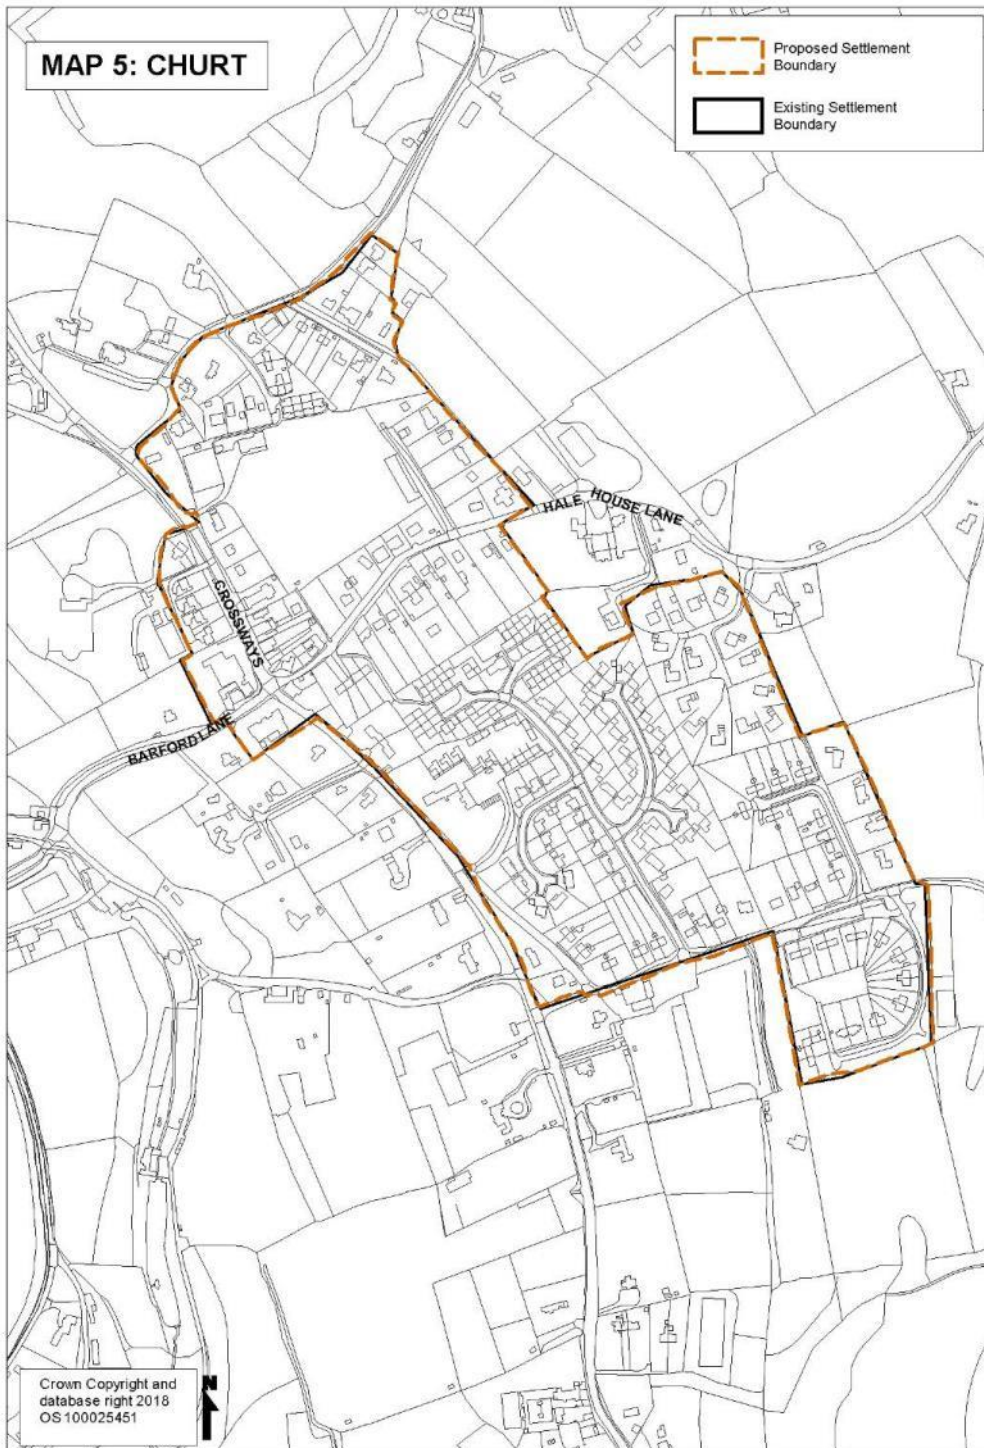 MAP 5: CHURT
Proposed Settlement
Boundary
Existing Settlement
Boundary
HALE HOUSE LANE
CROSSWAYS
BARFORD LANE
Crown Copyright and
database right 2018
OS 100025451
N